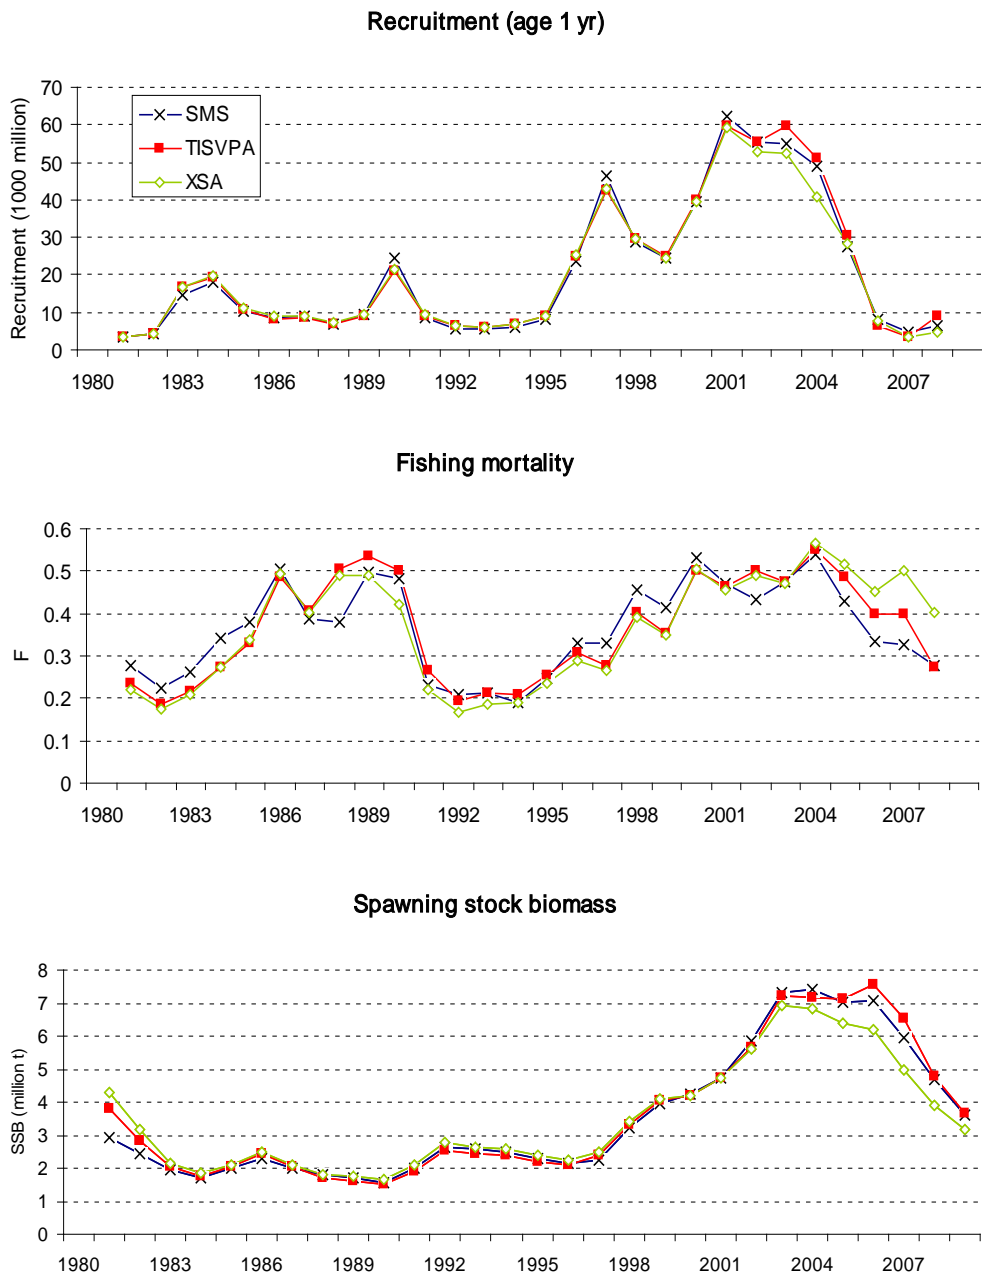 Recruitment (age 1 yr)
Recruitment (1000 million)
70
60
50
40
30
20
10
0
SMS
TISVPA
XSA
1980 1983 1986 1989 1992 1995 1998 2001 2004 2007
Fishing mortality
F
0.6
0.5
0.4
0.3
0.2
0.1
0
1980 1983 1986 1989 1992 1995 1998 2001 2004 2007
Spawning stock biomass
SSB (million t)
8
7
6
5
4
3
2
1
0
1980 1983 1986 1989 1992 1995 1998 2001 2004 2007